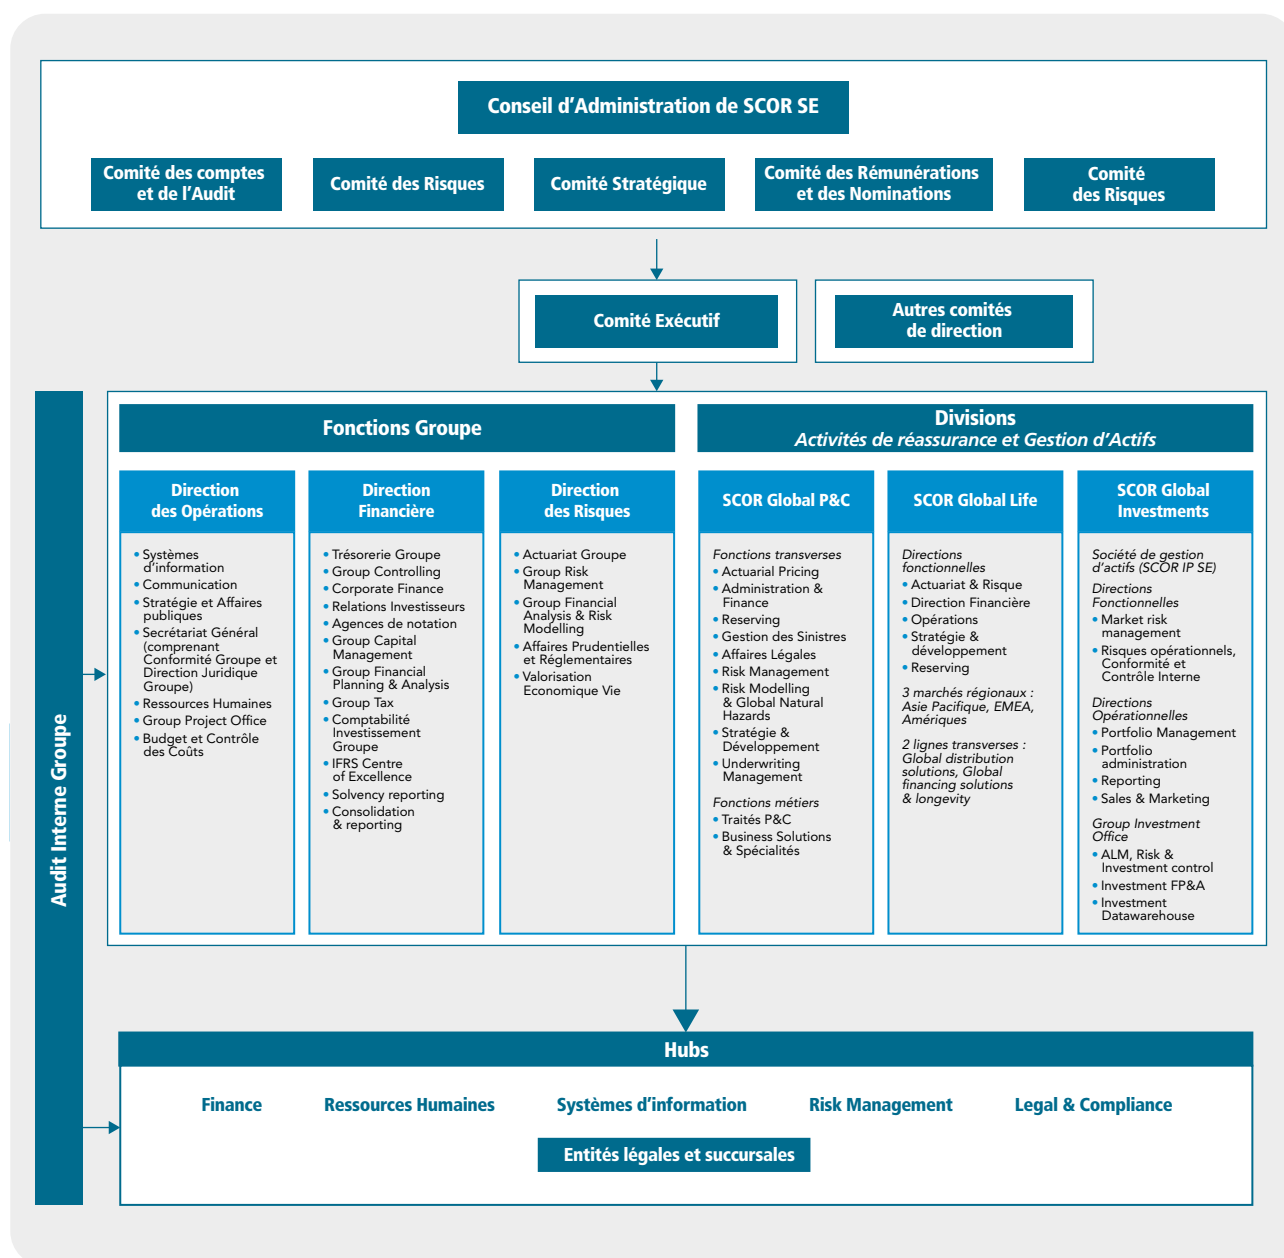 Conseil d'Administration de SCOR SE
Comité des comptes
et de l'Audit
Comité des Risques
Comité Stratégique
Comité des Rémunérations
et des Nominations
Comité
des Risques
Comité Exécutif
Autres comités
de direction
Audit Interne Groupe
Fonctions Groupe
Divisions
Activités de réassurance et Gestion d'Actifs
Direction
des Opérations
• Systèmes
d'information
• Communication
• Stratégie et Affaires
publiques
• Secrétariat Général
(comprenant
Conformité Groupe et
Direction Juridique
Groupe)
• Ressources Humaines
• Group Project Office
• Budget et Contrôle
des Coûts
Direction
Financière
• Trésorerie Groupe
• Group Controlling
• Corporate Finance
• Relations Investisseurs
• Agences de notation
• Group Capital
Management
• Group Financial
Planning & Analysis
• Group Tax
• Comptabilité
Investissement
Groupe
• IFRS Centre
of Excellence
• Solvency reporting
• Consolidation
& reporting
Direction
des Risques
• Actuariat Groupe
• Group Risk
Management
• Group Financial
Analysis & Risk
Modelling
• Affaires Prudentielles
et Réglementaires
• Valorisation
Economique Vie
SCOR Global P&C
Fonctions transverses
• Actuarial Pricing
• Administration &
Finance
• Reserving
• Gestion des Sinistres
• Affaires Légales
• Risk Management
• Risk Modelling
& Global Natural
Hazards
• Stratégie &
Développement
• Underwriting
Management
Fonctions métiers
• Traités P&C
• Business Solutions
& Spécialités
SCOR Global Life
Directions
fonctionnelles
• Actuariat & Risque
• Direction Financière
• Opérations
• Stratégie &
développement
• Reserving
3 marchés régionaux :
Asie Pacifique, EMEA,
Amériques
2 lignes transverses :
Global distribution
solutions, Global
financing solutions
& longevity
SCOR Global
Investments
Société de gestion
d'actifs (SCOR IP SE)
Directions
Fonctionnelles
• Market risk
management
• Risques opérationnels,
Conformité et
Contrôle Interne
Directions
Opérationnelles
• Portfolio Management
• Portfolio
administration
• Reporting
• Sales & Marketing
Group Investment
Office
• ALM, Risk &
Investment control
• Investment FP&A
• Investment
Datawarehouse
Hubs
Finance
Ressources Humaines
Systèmes d'information
Risk Management
Legal & Compliance
Entités légales et succursales